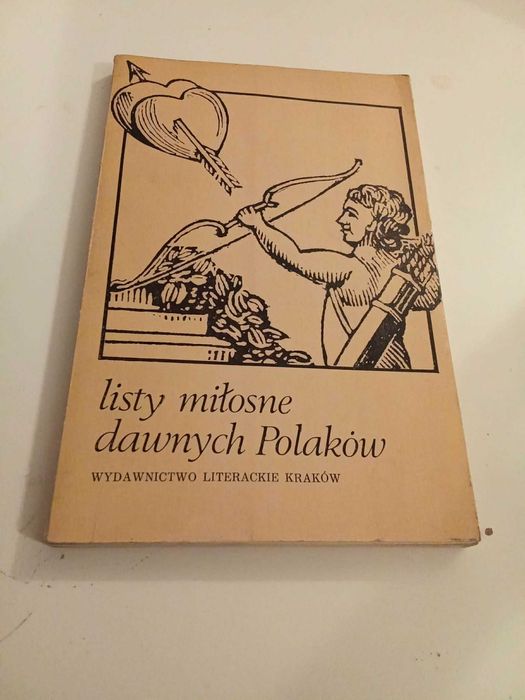 listy miłosne
dawnych Polaków
WYDAWNICTWO LITERACKIE KRAKÓW